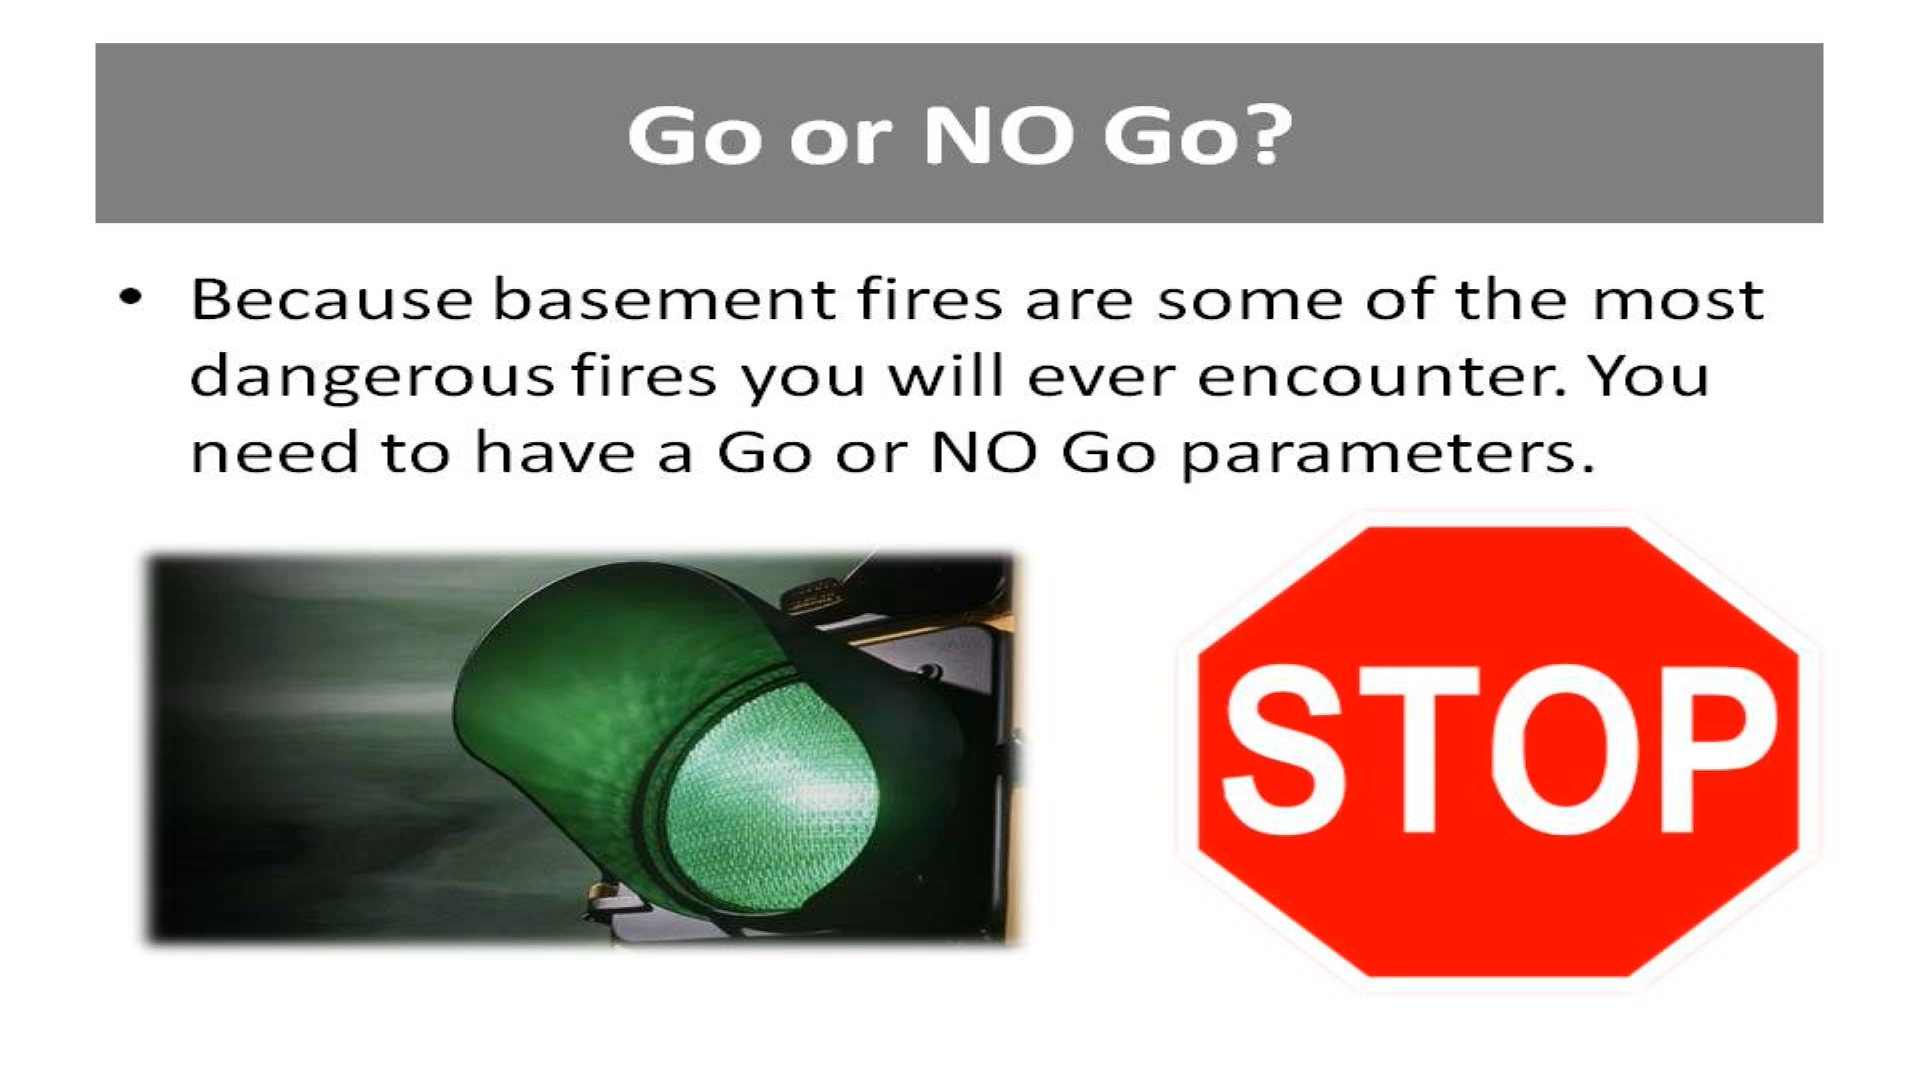 Go or NO Go?
• Because basement fires are some of the most
dangerous fires you will ever encounter. You
need to have a Go or NO Go parameters.
STOP